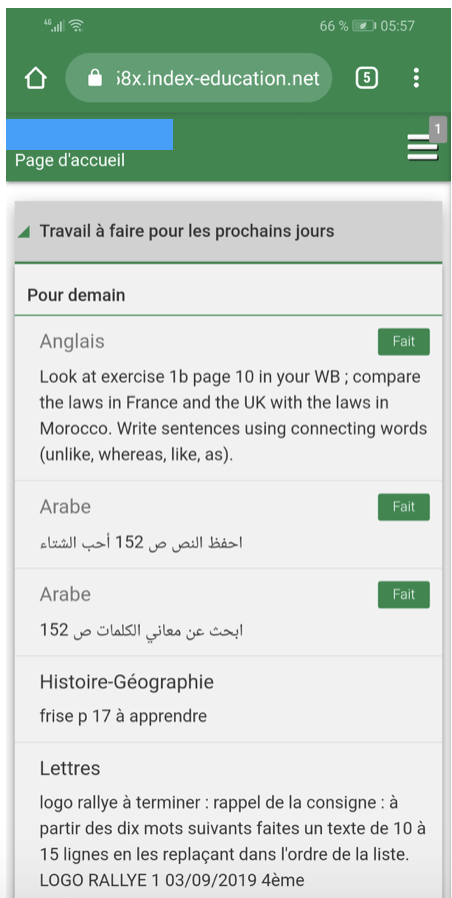 4G
66 % 05:57
58x.index-education.net
5
1
Page d'accueil
Travail à faire pour les prochains jours
Pour demain
Anglais
Fait
Look at exercise 1b page 10 in your WB ; compare
the laws in France and the UK with the laws in
Morocco. Write sentences using connecting words
(unlike, whereas, like, as).
Arabe
Fait
احفظ النص ص 152 أحب الشتاء
Arabe
Fait
ابحث عن معاني الكلمات ص 152
Histoire-Géographie
frise p 17 à apprendre
Lettres
logo rallye à terminer : rappel de la consigne : à
partir des dix mots suivants faites un texte de 10 à
15 lignes en les replaçant dans l'ordre de la liste.
LOGO RALLYE 1 03/09/2019 4ème